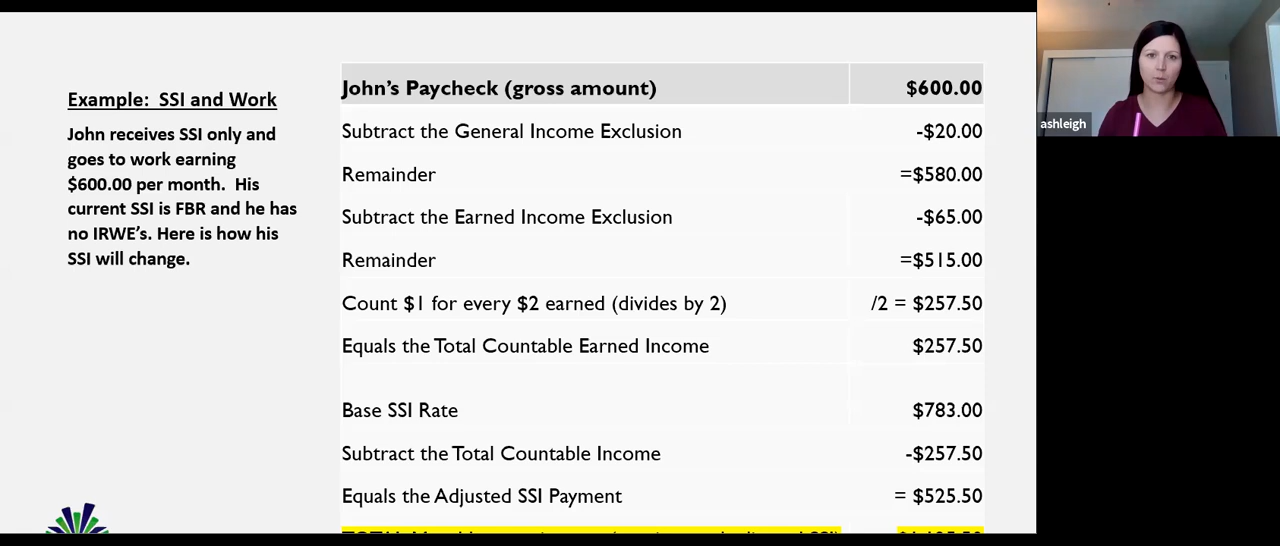 John's Paycheck (gross amount) $600.00
Example: SSI and Work
Subtract the General Income Exclusion -$20.00
John receives SSI only and
goes to work earning
Remainder =$580.00
$600.00 per month. His
current SSI is FBR and he has
Subtract the Earned Income Exclusion -$65.00
no IRWE's. Here is how his
SSI will change.
Remainder =$515.00
Count $1 for every $2 earned (divides by 2) /2 = $257.50
Equals the Total Countable Earned Income $257.50
Base SSI Rate $783.00
Subtract the Total Countable Income -$257.50
Equals the Adjusted SSI Payment = $525.50
ashleigh